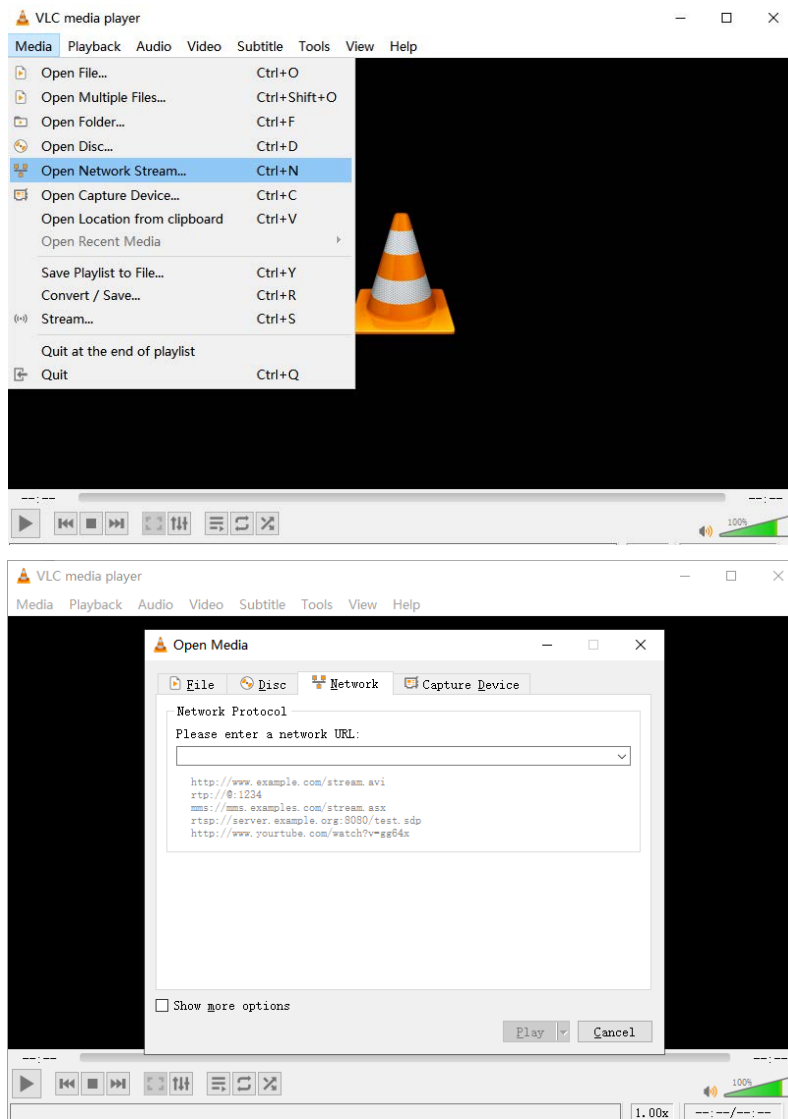 VLC media player
Media Playback Audio Video Subtitle Tools View Help
Open File... Ctrl+O
Open Multiple Files... Ctrl+Shift+O
Open Folder... Ctrl+F
Open Disc... Ctrl+D
Open Network Stream... Ctrl+N
Open Capture Device... Ctrl+C
Open Location from clipboard Ctrl+V
Open Recent Media
Save Playlist to File... Ctrl+Y
Convert / Save... Ctrl+R
Stream... Ctrl+S
Quit at the end of playlist
Quit Ctrl+Q
--:-- --:--
100%
VLC media player
Media Playback Audio Video Subtitle Tools View Help
Open Media
File Disc Network Capture Device
Network Protocol
Please enter a network URL:
http://www.example.com/stream.avi
rtp://@:1234
mms://mms.examples.com/stream.asx
rtsp://server.example.org:8080/test.sdp
http://www.yourtube.com/watch?v=gg64x
Show more options
Play Cancel
--:-- --:--
100%
1.00x --:--/--:--